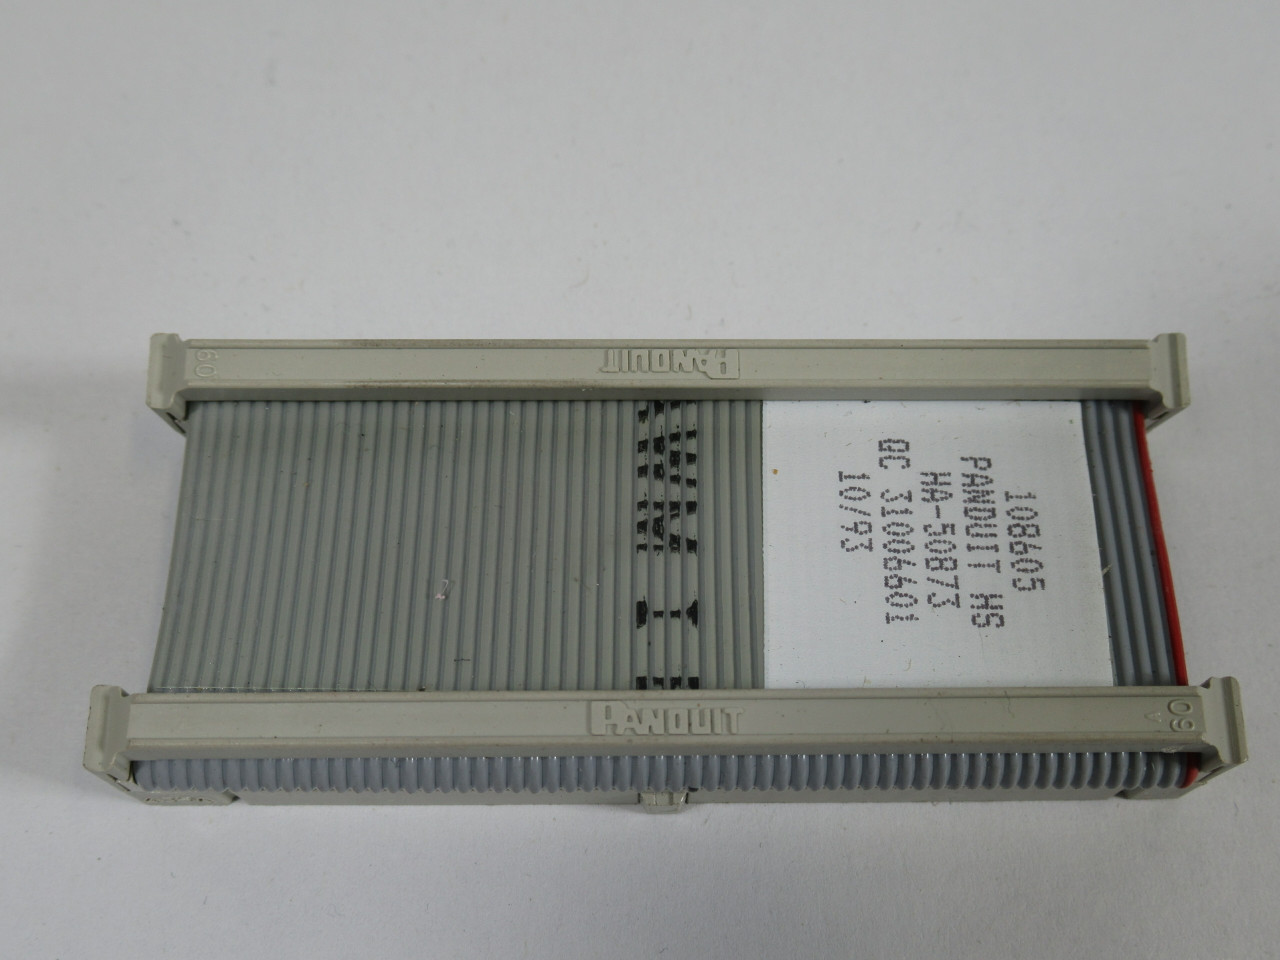 60
PANDUIT
108605
PANDUIT HS
HA-50873
QC 31006601
10/93
PANDUIT
60